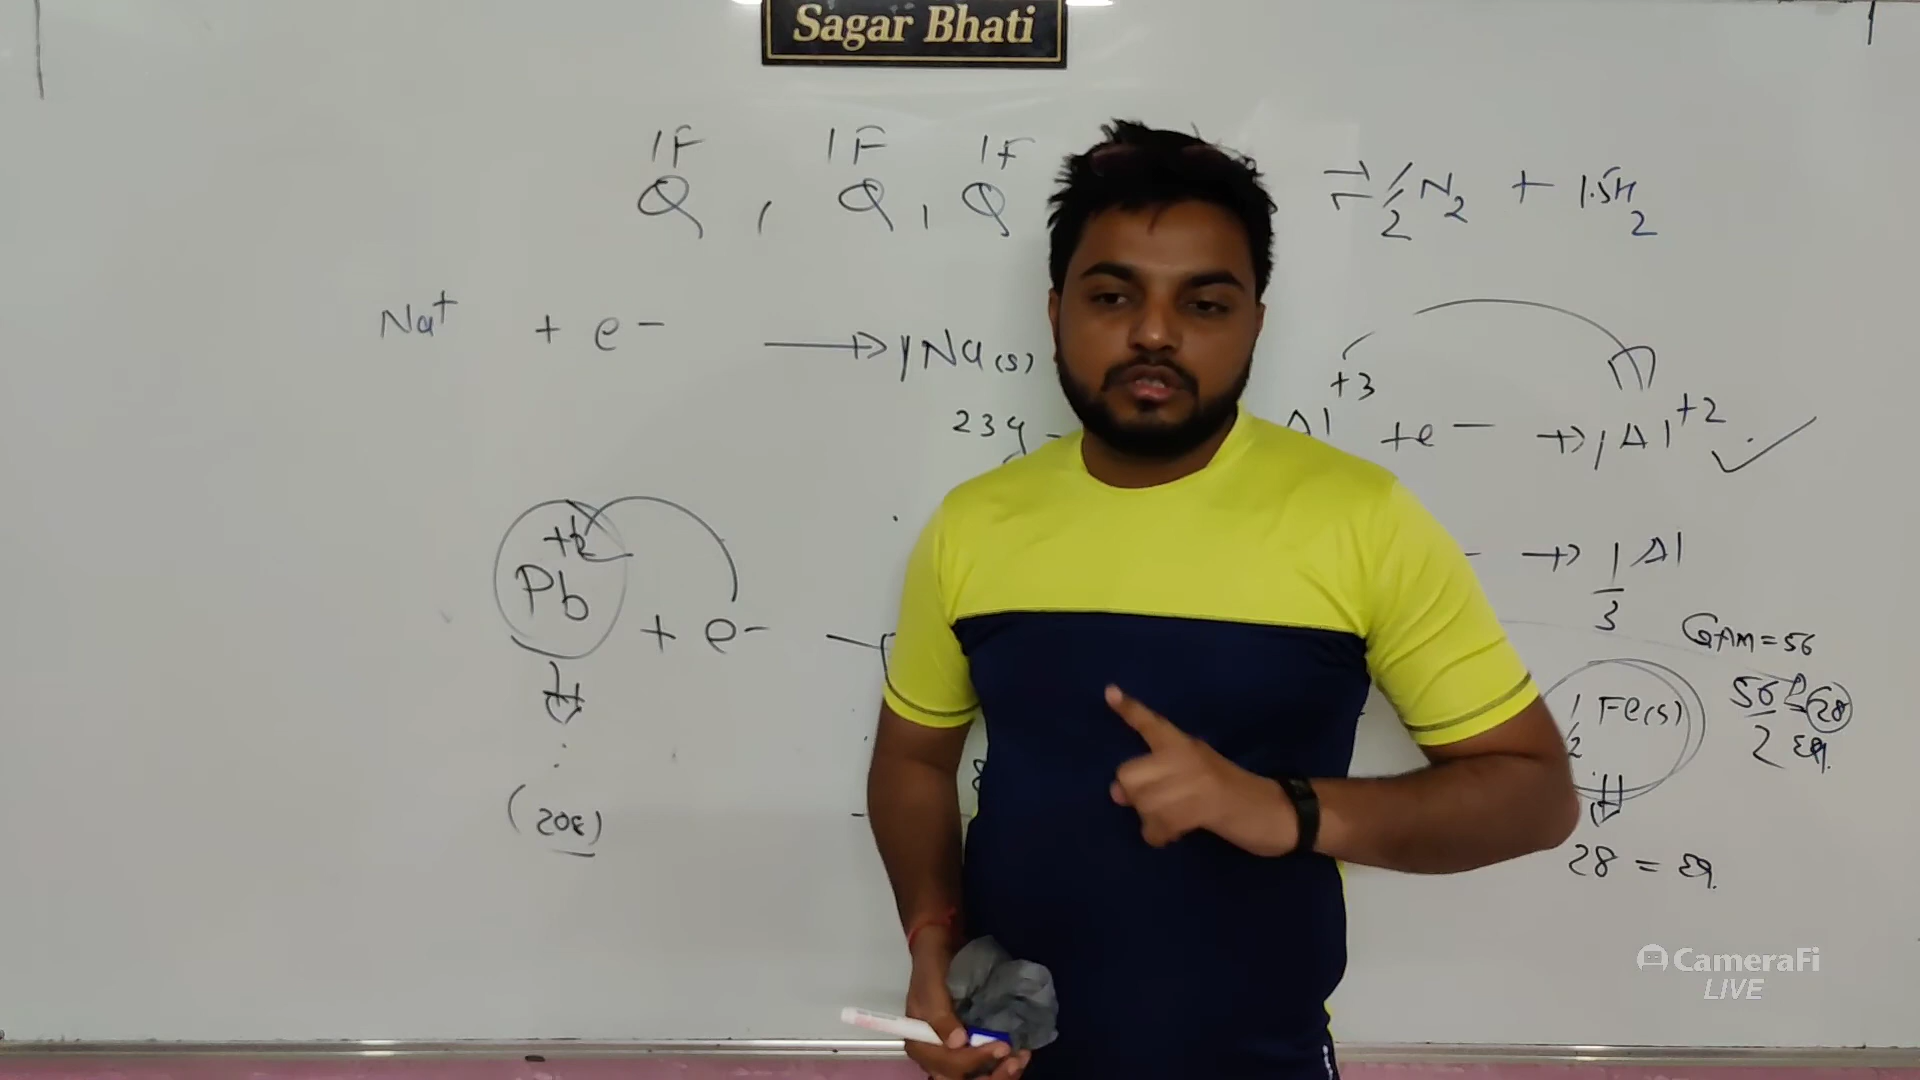 Sagar Bhati
1F 1F 1F
Q , Q , Q
⇌ 1/2 N2 + 1.5H2
Na+ + e- → 1Na(s)
23g
Al+3 + e- → 1Al+2 ✓
Pb + e-
→ 1/3 Al
GAM = 56
1/2 Fe(s)
56/2 28 Eq.
(208)
28 = Eq.
CameraFi
LIVE